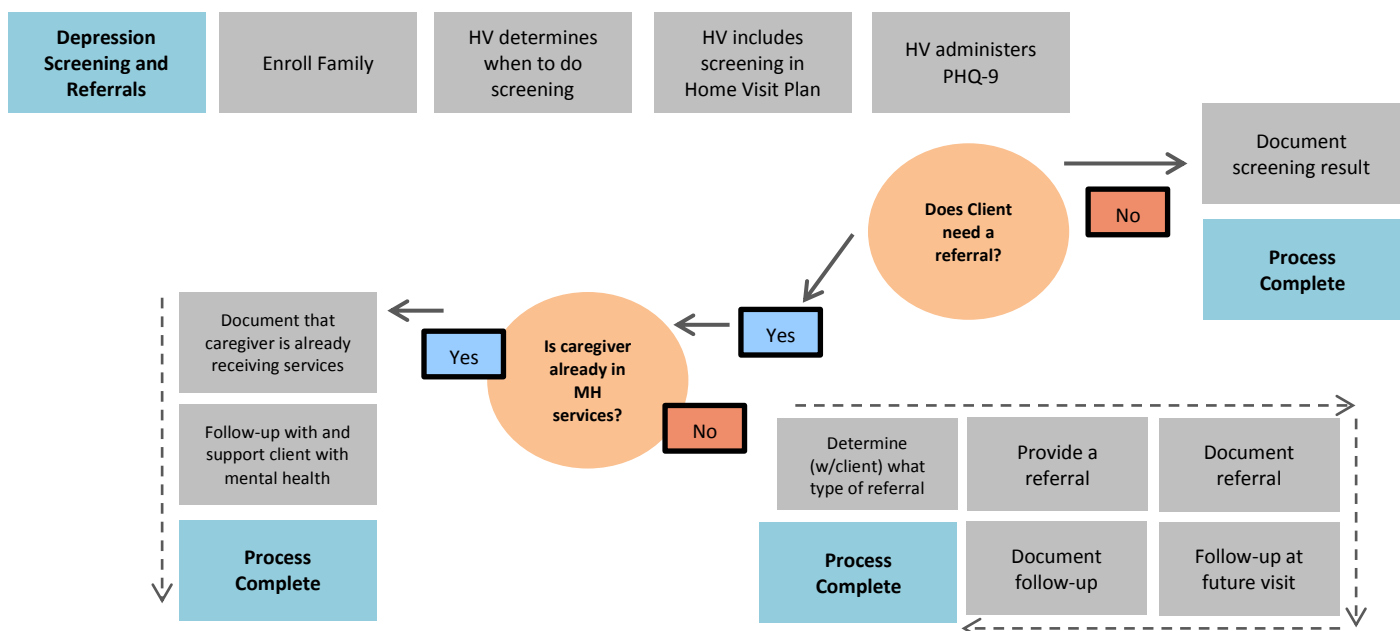 Depression
Screening and
Referrals
Enroll Family
HV determines
when to do
screening
HV includes
screening in
Home Visit Plan
HV administers
PHQ-9
Document
screening result
Does Client
need a
referral?
No
Process
Complete
Yes
Is caregiver
already in
MH
services?
Yes
Document that
caregiver is already
receiving services
No
Follow-up with and
support client with
mental health
Process
Complete
Determine
(w/client) what
type of referral
Provide a
referral
Document
referral
Process
Complete
Document
follow-up
Follow-up at
future visit